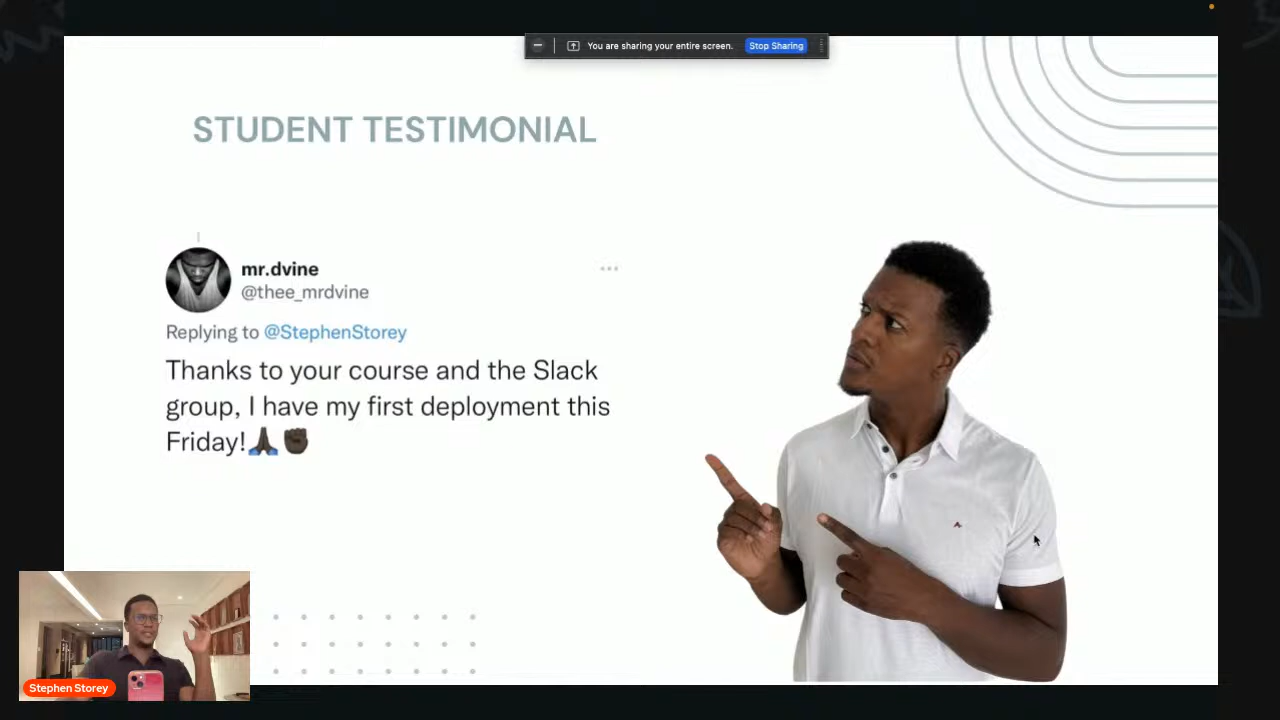 You are sharing your entire screen. Stop Sharing
STUDENT TESTIMONIAL
mr.dvine
@thee_mrdvine
Replying to @StephenStorey
Thanks to your course and the Slack
group, I have my first deployment this
Friday!🙏🏿✊🏿
Stephen Storey